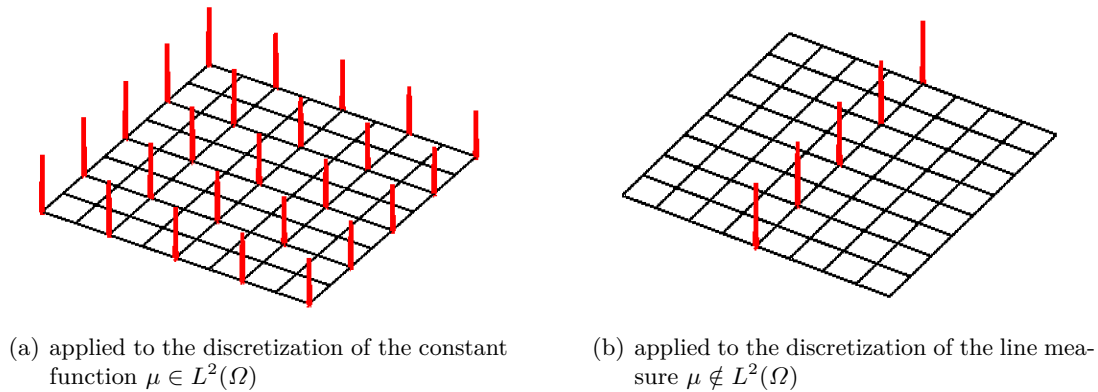 (a) applied to the discretization of the constant
function μ ∈ L²(Ω)
(b) applied to the discretization of the line mea-
sure μ ∉ L²(Ω)